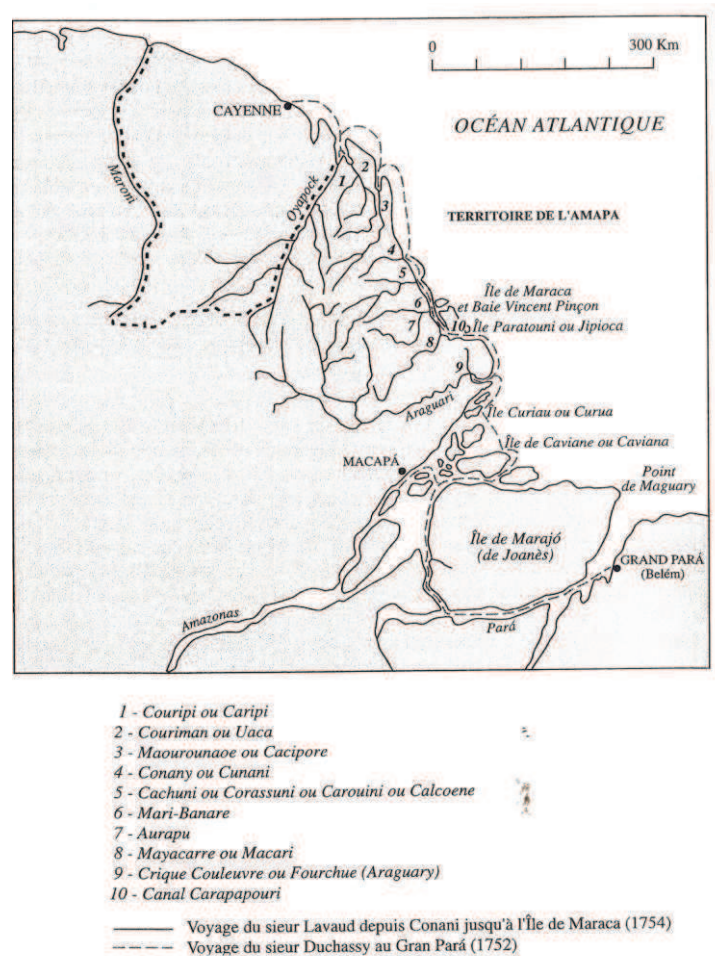 0 300 Km
CAYENNE
OCÉAN ATLANTIQUE
Maroni
Oyapock
1
2
3
TERRITOIRE DE L'AMAPA
4
5
Île de Maraca
et Baie Vincent Pinçon
6
7
10 Île Paratouni ou Jipioca
8
9
Araguari
Île Curiau ou Curua
Île de Caviane ou Caviana
MACAPÁ
Point
de Maguary
Île de Marajó
(de Joanès)
GRAND PARÁ
(Belém)
Amazonas
Pará
1 - Couripi ou Caripi
2 - Couriman ou Uaca
3 - Maourounaoe ou Cacipore
4 - Conany ou Cunani
5 - Cachuni ou Corassuni ou Carouini ou Calcoene
6 - Mari-Banare
7 - Aurapu
8 - Mayacarre ou Macari
9 - Crique Couleuvre ou Fourchue (Araguary)
10 - Canal Carapapouri
Voyage du sieur Lavaud depuis Conani jusqu'à l'Île de Maraca (1754)
Voyage du sieur Duchassy au Gran Pará (1752)